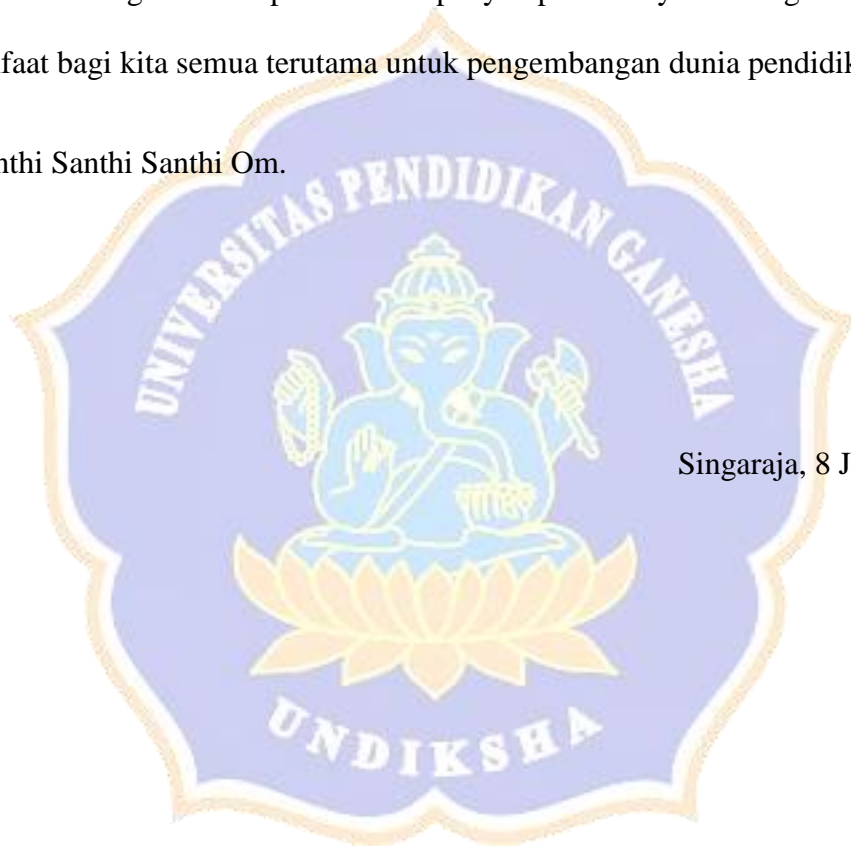 faat bagi kita semua terutama untuk pengembangan dunia pendidik
nthi Santhi Santhi Om.
UNIVERSITAS PENDIDIKAN GANESHA
Singaraja, 8 J
UNDIKSHA